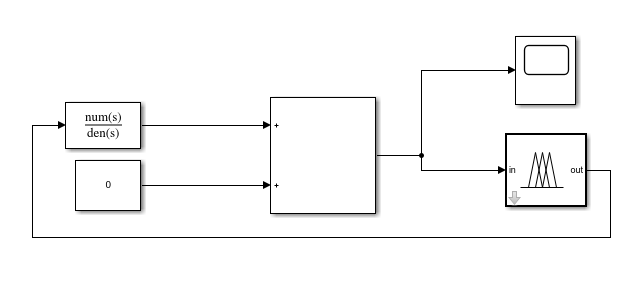 num(s)
den(s)
+
0
+
in
out